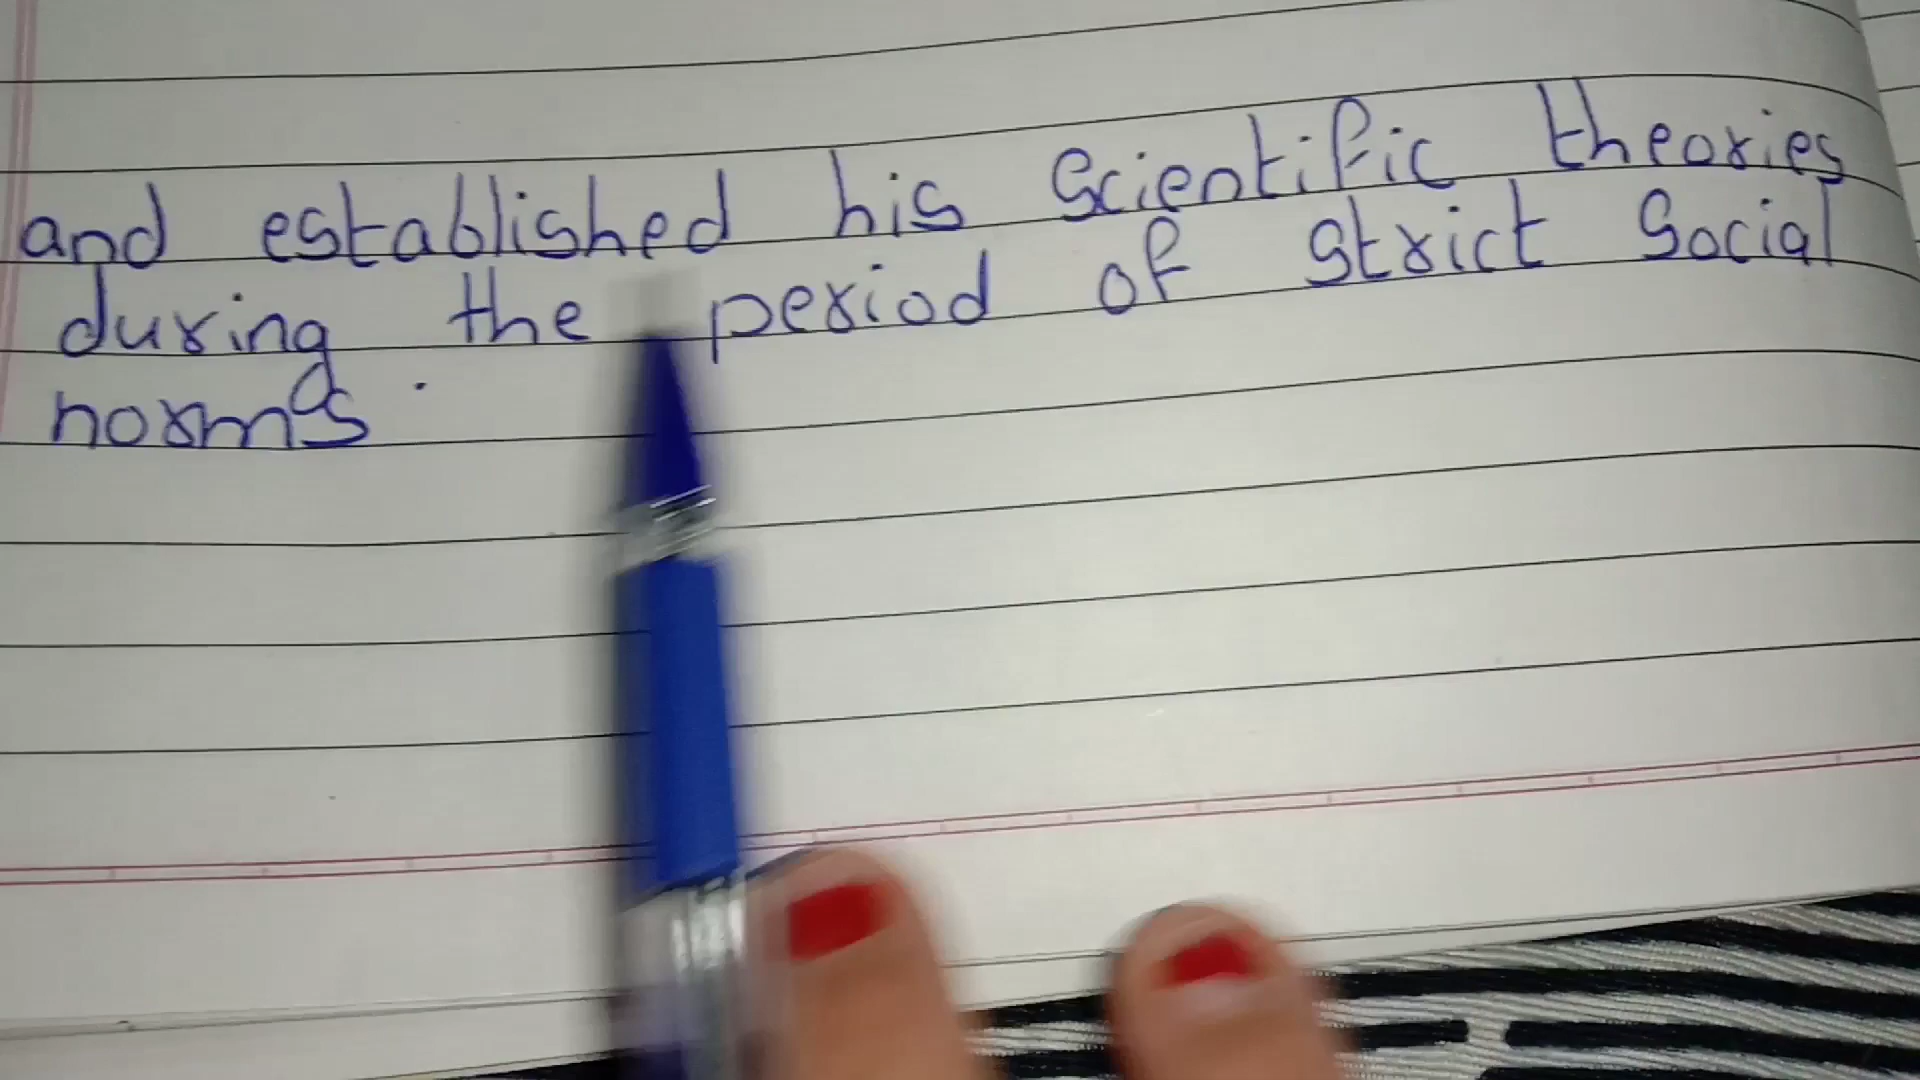 and established his Scientific theories
during the period of Strict Social
norms.